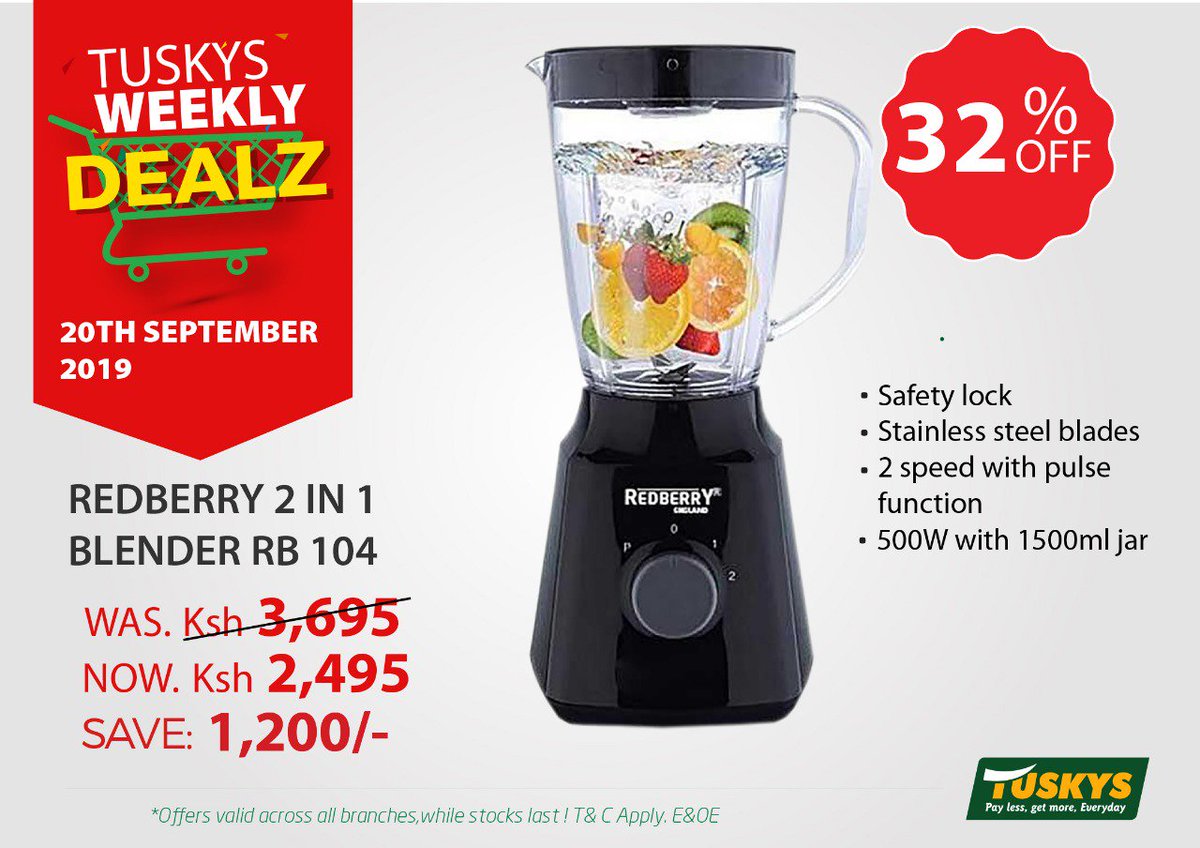 TUSKYS
WEEKLY
DEALZ
20TH SEPTEMBER
2019
32% OFF
REDBERRY 2 IN 1
BLENDER RB 104
WAS. Ksh 3,695
NOW. Ksh 2,495
SAVE: 1,200/-
REDBERRY®
ENGLAND
0
P
1
2
• Safety lock
• Stainless steel blades
• 2 speed with pulse
function
• 500W with 1500ml jar
TUSKYS
Pay less, get more, Everyday
*Offers valid across all branches,while stocks last ! T& C Apply. E&OE